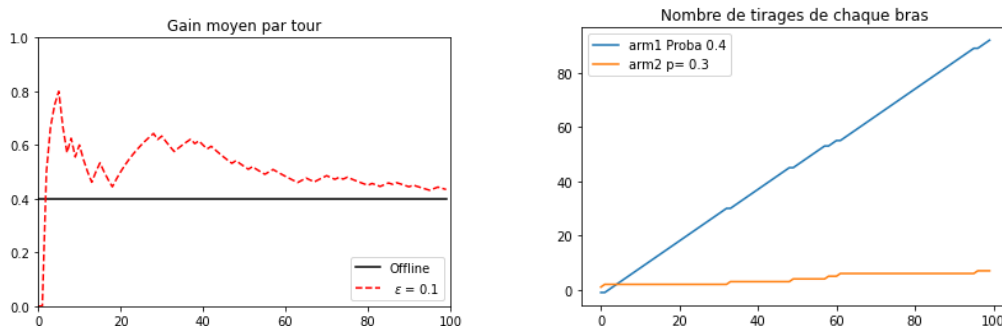 Gain moyen par tour
1.0
0.8
0.6
0.4
0.2
0.0
0 20 40 60 80 100
Offline
ε = 0.1
Nombre de tirages de chaque bras
arm1 Proba 0.4
arm2 p= 0.3
80
60
40
20
0
0 20 40 60 80 100